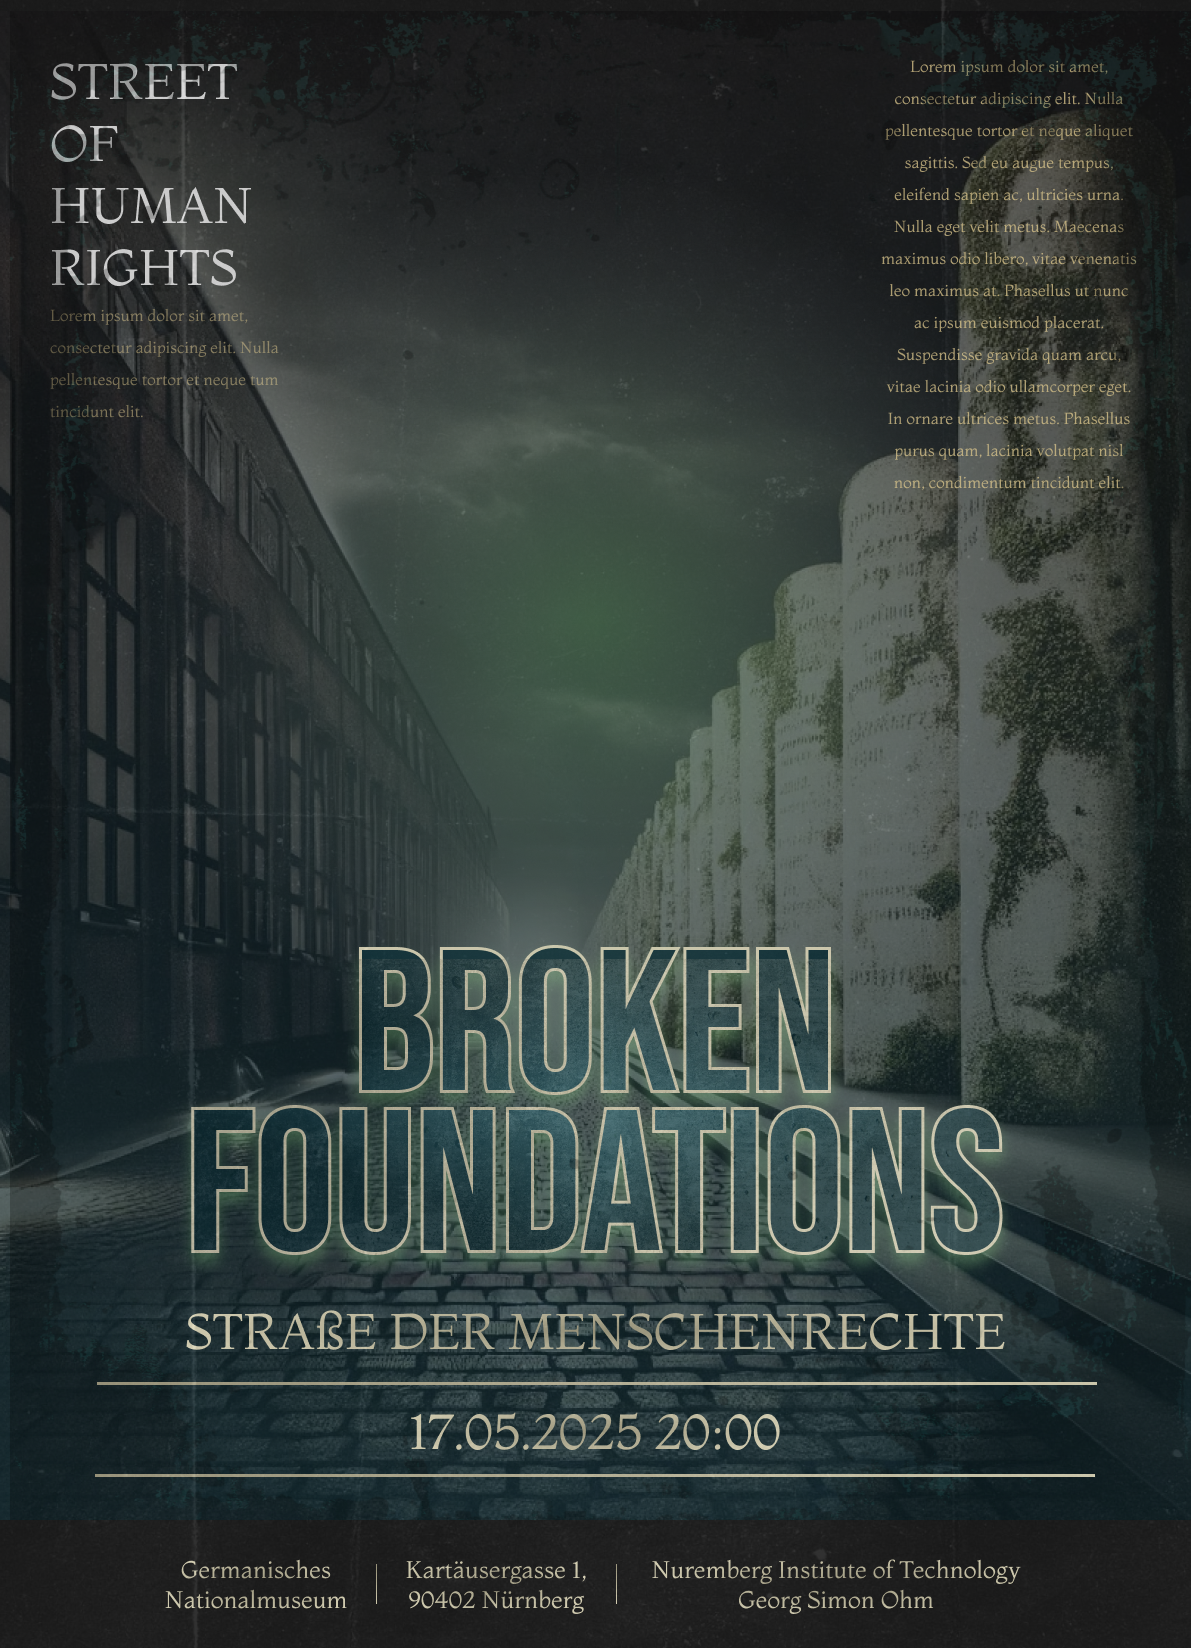 STREET
OF
HUMAN
RIGHTS
Lorem ipsum dolor sit amet,
consectetur adipiscing elit. Nulla
pellentesque tortor et neque tum
tincidunt elit.
Lorem ipsum dolor sit amet,
consectetur adipiscing elit. Nulla
pellentesque tortor et neque aliquet
sagittis. Sed eu augue tempus,
eleifend sapien ac, ultricies urna.
Nulla eget velit metus. Maecenas
maximus odio libero, vitae venenatis
leo maximus at. Phasellus ut nunc
ac ipsum euismod placerat.
Suspendisse gravida quam arcu,
vitae lacinia odio ullamcorper eget.
In ornare ultrices metus. Phasellus
purus quam, lacinia volutpat nisl
non, condimentum tincidunt elit.
BROKEN
FOUNDATIONS
STRAßE DER MENSCHENRECHTE
17.05.2025 20:00
Germanisches
Nationalmuseum
Kartäusergasse 1,
90402 Nürnberg
Nuremberg Institute of Technology
Georg Simon Ohm